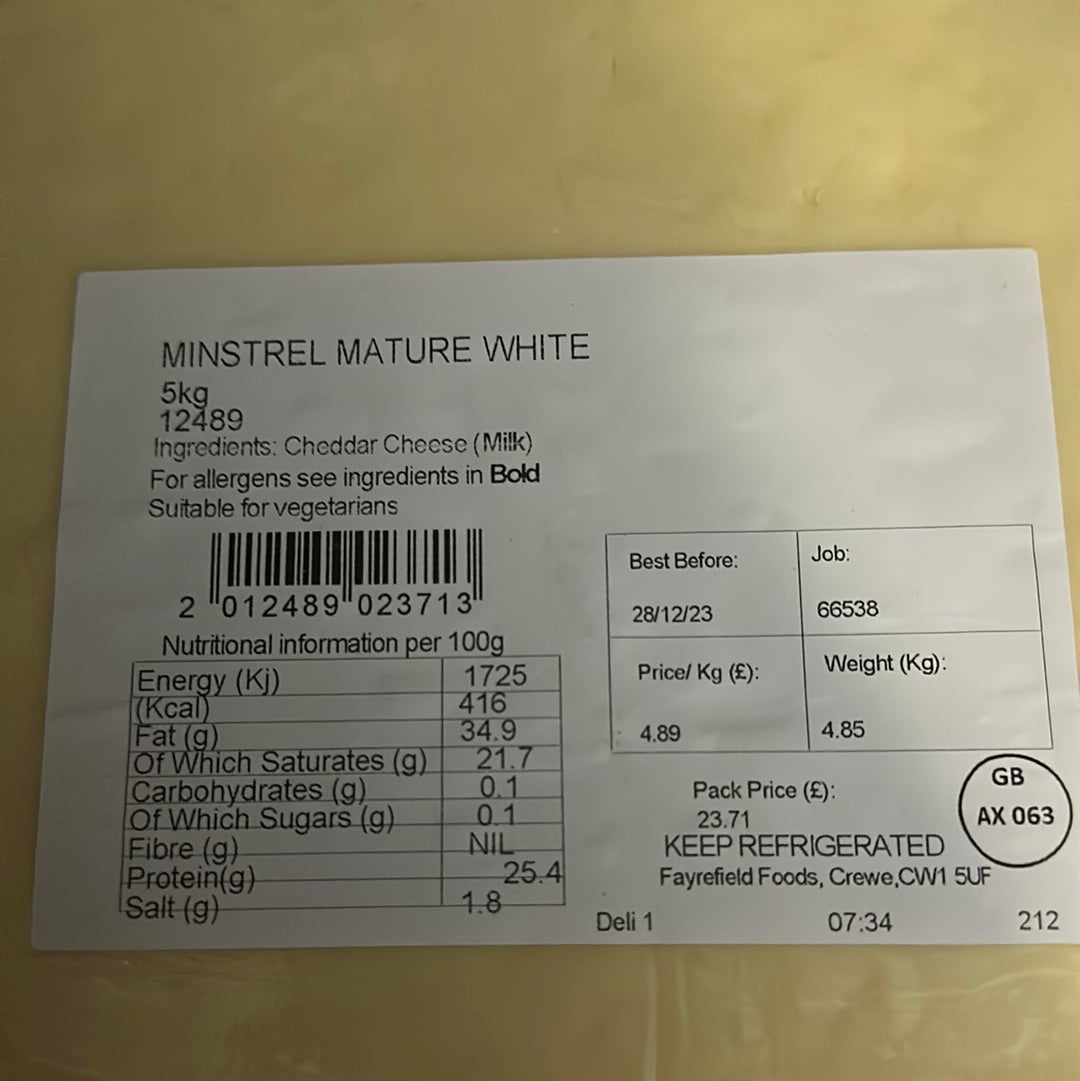 MINSTREL MATURE WHITE
5kg
12489
Ingredients: Cheddar Cheese (Milk)
For allergens see ingredients in Bold
Suitable for vegetarians
2 012489 023713
Nutritional information per 100g
Energy (Kj) 1725
(Kcal) 416
Fat (g) 34.9
Of Which Saturates (g) 21.7
Carbohydrates (g) 0.1
Of Which Sugars (g) 0.1
Fibre (g) NIL
Protein(g) 25.4
Salt (g) 1.8
Best Before: Job:
28/12/23 66538
Price/ Kg (£): Weight (Kg):
4.89 4.85
Pack Price (£):
23.71
KEEP REFRIGERATED
Fayrefield Foods, Crewe,CW1 5UF
GB
AX 063
Deli 1 07:34 212